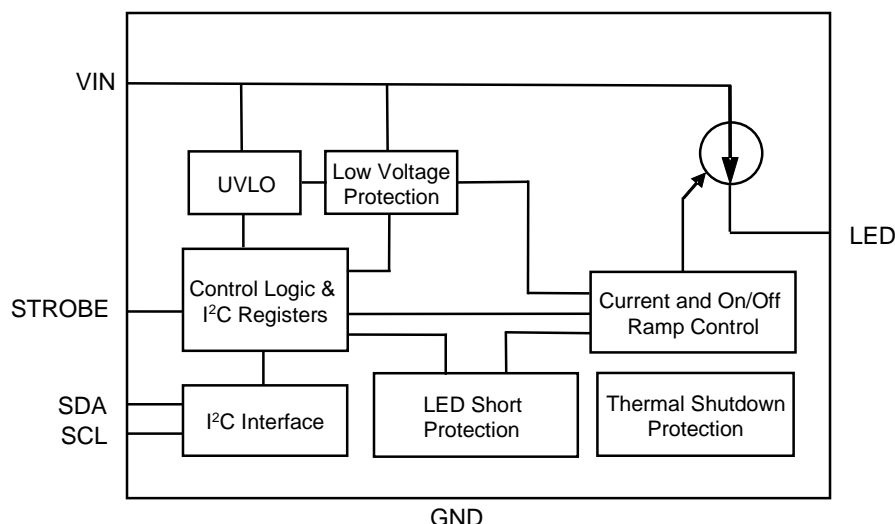 VIN
UVLO
Low Voltage
Protection
LED
STROBE
Control Logic &
I²C Registers
Current and On/Off
Ramp Control
SDA
SCL
I²C Interface
LED Short
Protection
Thermal Shutdown
Protection
GND